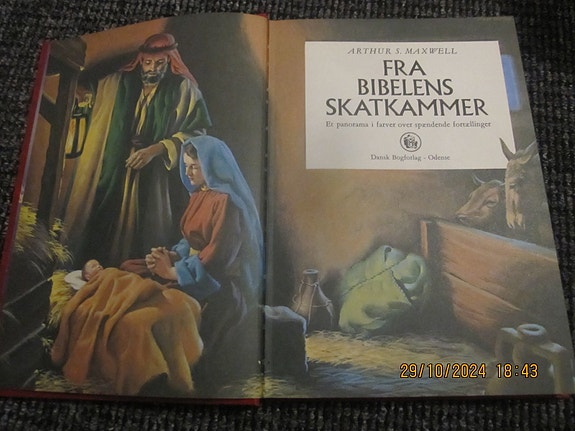 ARTHUR S. MAXWELL
FRA
BIBELENS
SKATKAMMER
Et panorama i farver over spændende fortællinger
Dansk Bogforlag - Odense
29/10/2024 18:43